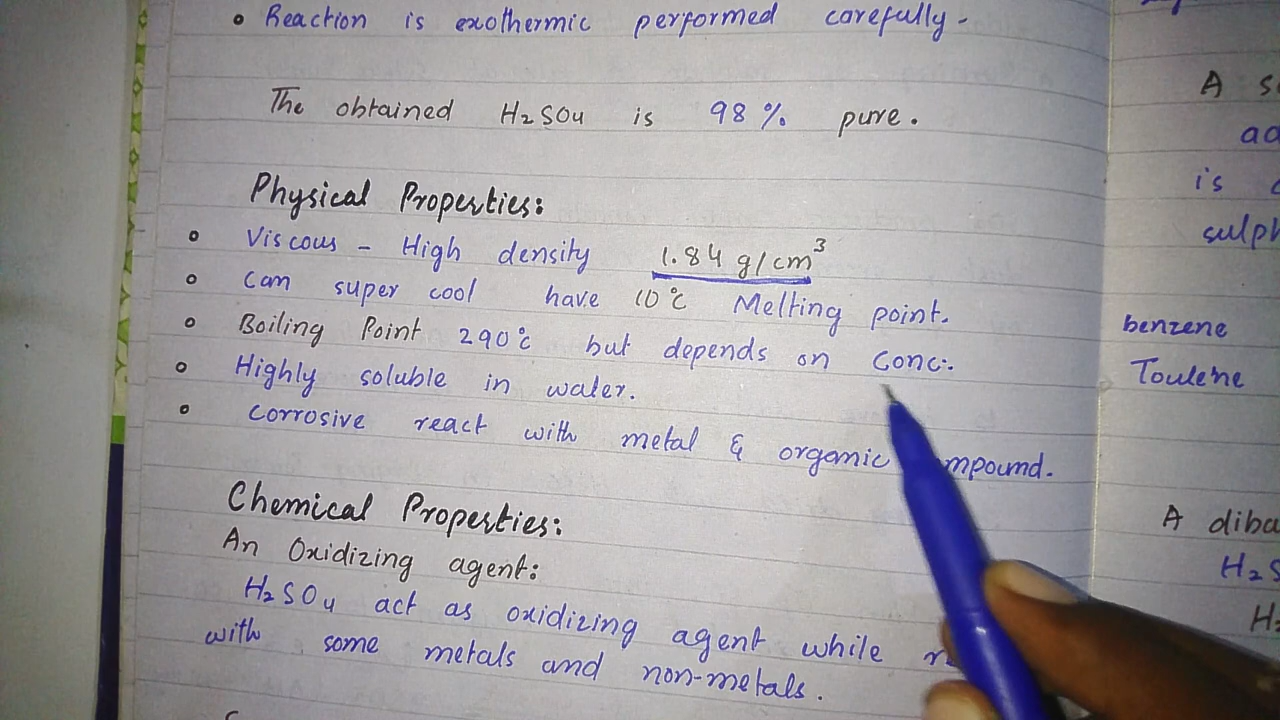 • Reaction is exothermic performed carefully -
The obtained H₂SO4 is 98 % pure.
Physical Properties:
• Viscous - High density 1.84 g/cm³
• Can super cool have 10°C Melting point.
• Boiling Point 290°C but depends on Conc:.
• Highly soluble in water.
• Corrosive react with metal & organic mpound.
Chemical Properties:
An Oxidizing agent:
H₂SO4 act as oxidizing agent while
with some metals and non-metals.
A
is
sulph
benzene
Toulene
A diba
H₂S